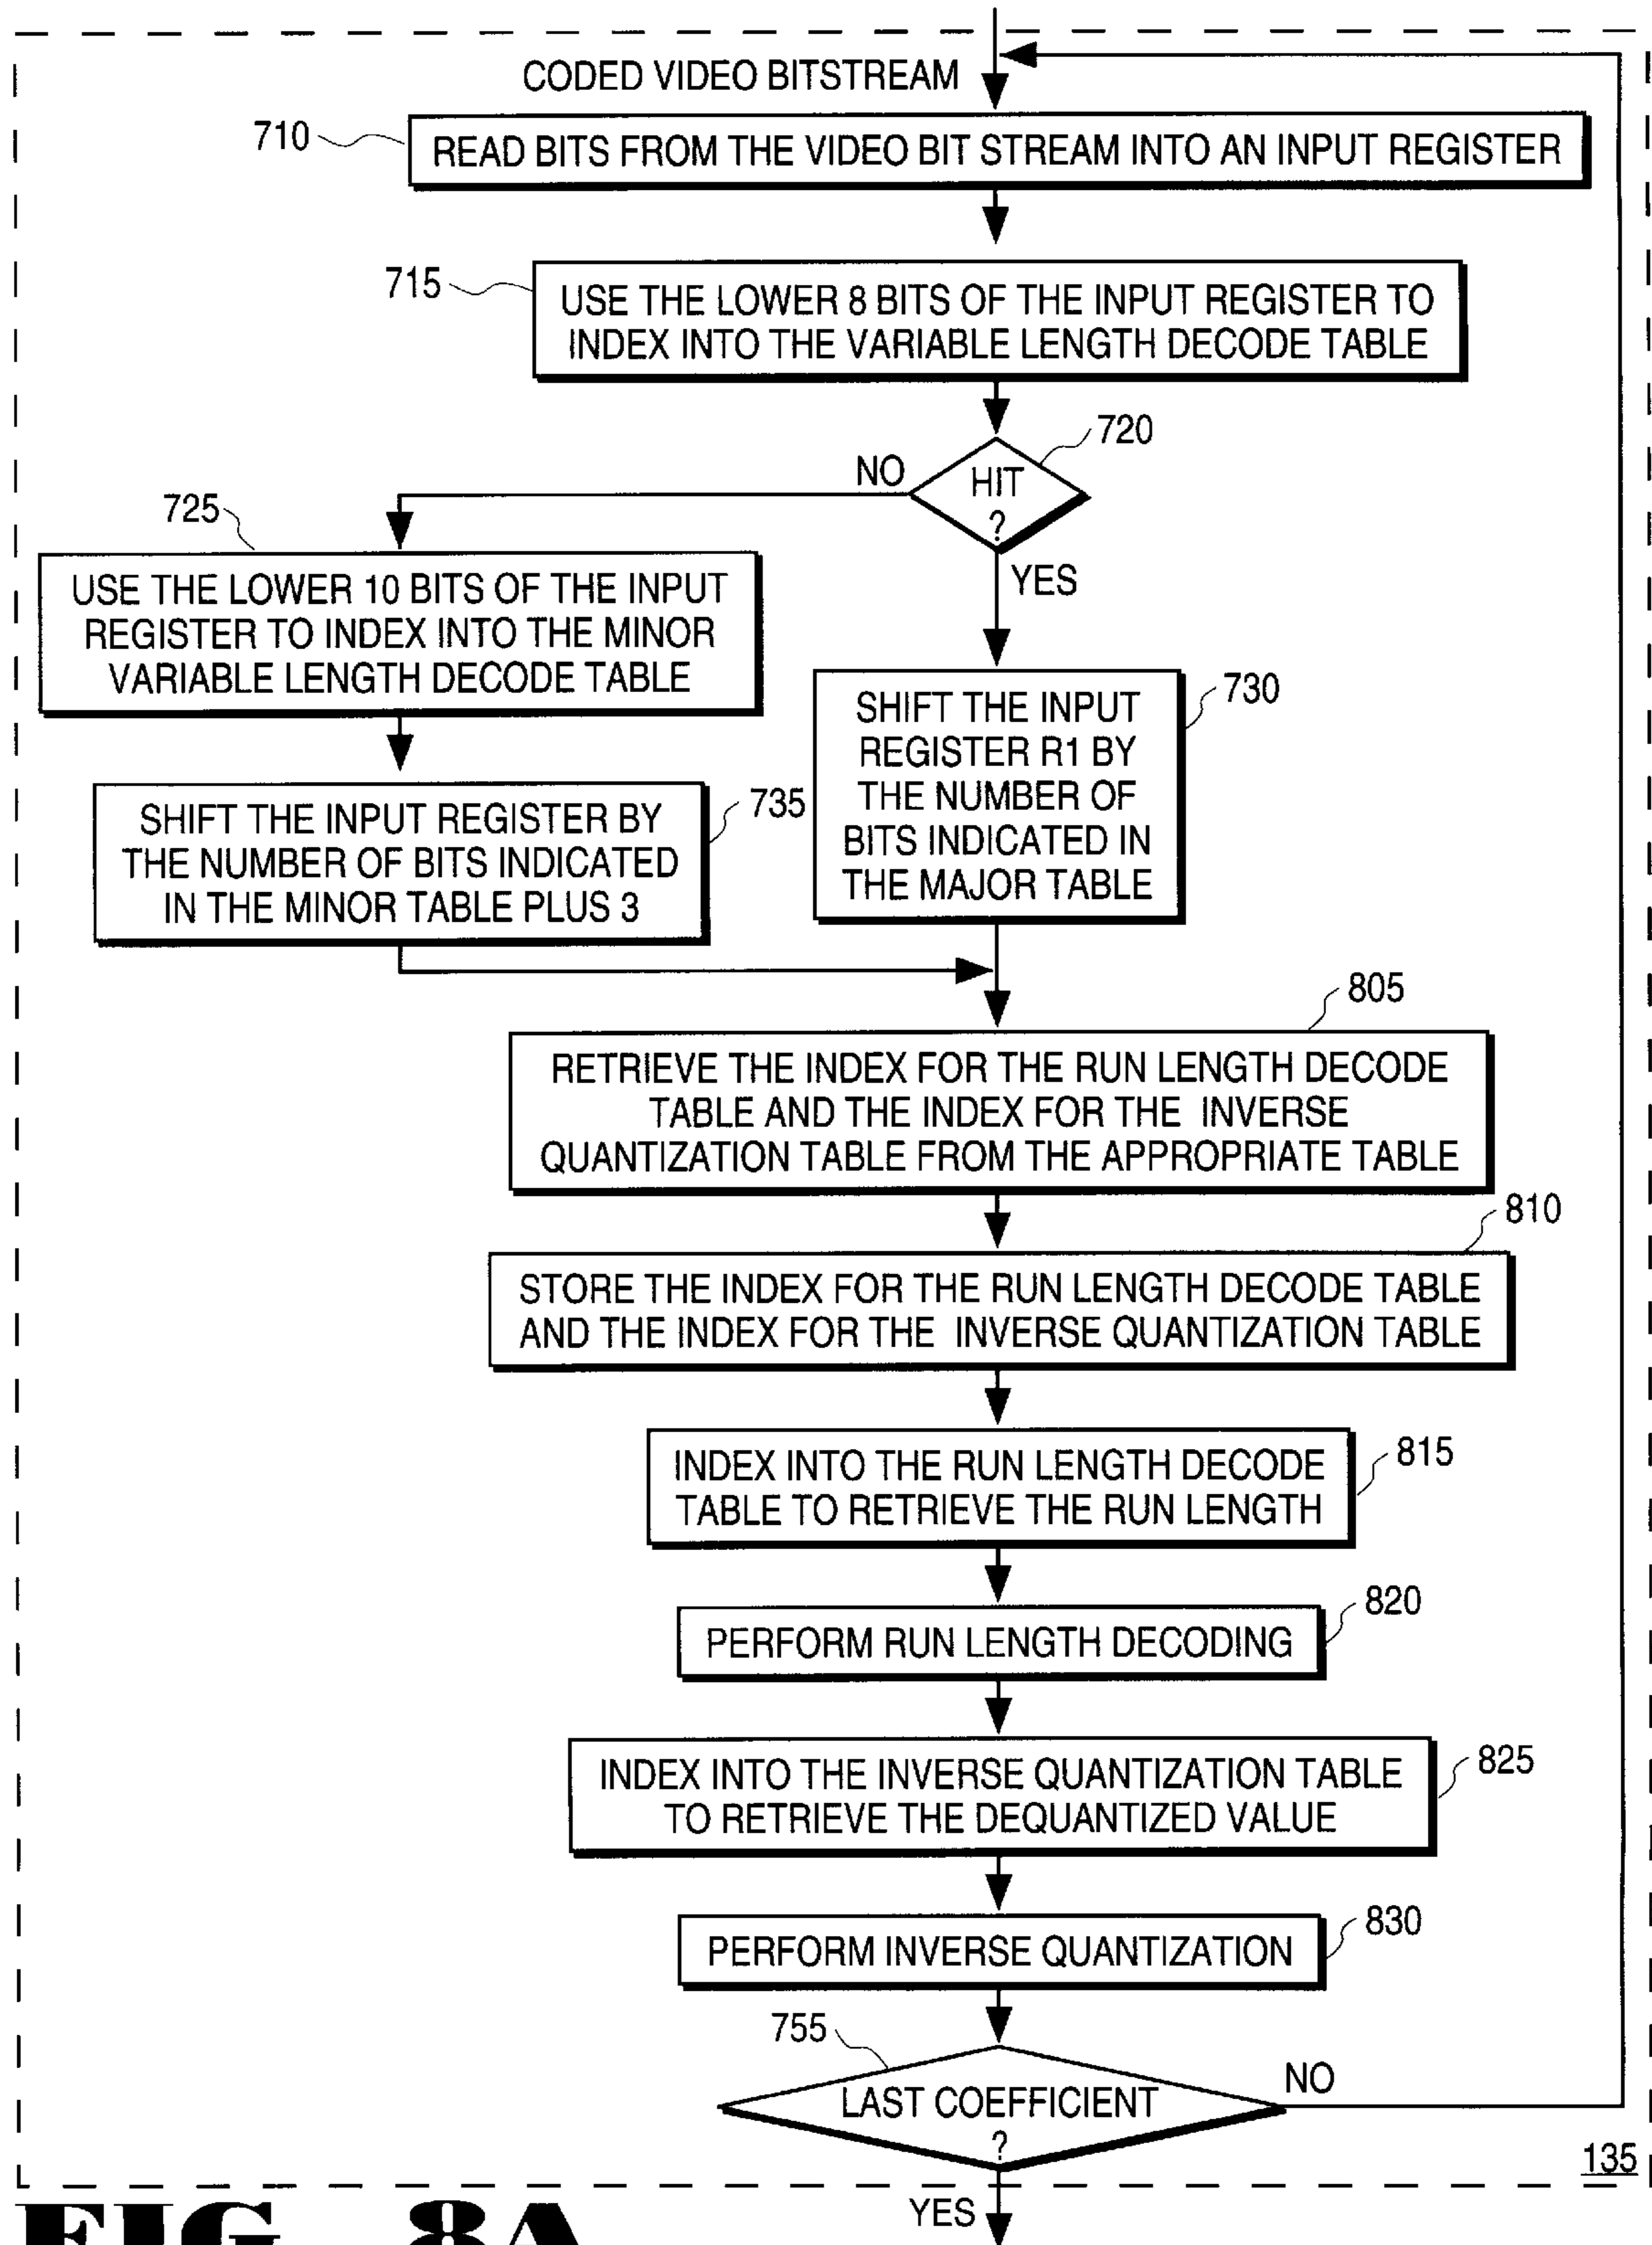 CODED VIDEO BITSTREAM
710
READ BITS FROM THE VIDEO BIT STREAM INTO AN INPUT REGISTER
715
USE THE LOWER 8 BITS OF THE INPUT REGISTER TO
INDEX INTO THE VARIABLE LENGTH DECODE TABLE
720
HIT
?
NO
YES
725
USE THE LOWER 10 BITS OF THE INPUT
REGISTER TO INDEX INTO THE MINOR
VARIABLE LENGTH DECODE TABLE
730
SHIFT THE INPUT
REGISTER R1 BY
THE NUMBER OF
BITS INDICATED IN
THE MAJOR TABLE
735
SHIFT THE INPUT REGISTER BY
THE NUMBER OF BITS INDICATED
IN THE MINOR TABLE PLUS 3
805
RETRIEVE THE INDEX FOR THE RUN LENGTH DECODE
TABLE AND THE INDEX FOR THE INVERSE
QUANTIZATION TABLE FROM THE APPROPRIATE TABLE
810
STORE THE INDEX FOR THE RUN LENGTH DECODE TABLE
AND THE INDEX FOR THE INVERSE QUANTIZATION TABLE
815
INDEX INTO THE RUN LENGTH DECODE
TABLE TO RETRIEVE THE RUN LENGTH
820
PERFORM RUN LENGTH DECODING
825
INDEX INTO THE INVERSE QUANTIZATION TABLE
TO RETRIEVE THE DEQUANTIZED VALUE
830
PERFORM INVERSE QUANTIZATION
755
LAST COEFFICIENT
?
NO
135
YES
FIG. 8A